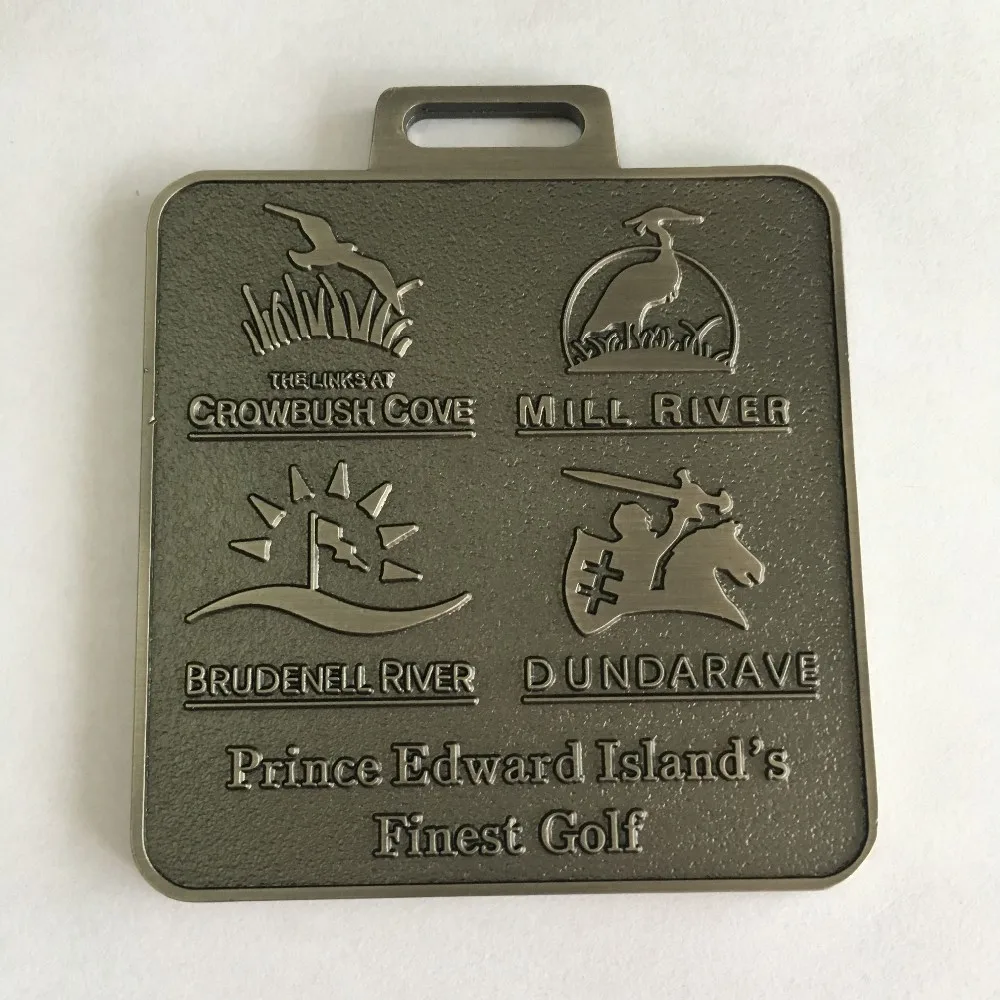 THE LINKS AT
CROWBUSH COVE
MILL RIVER
BRUDENELL RIVER
DUNDARAVE
Prince Edward Island's
Finest Golf